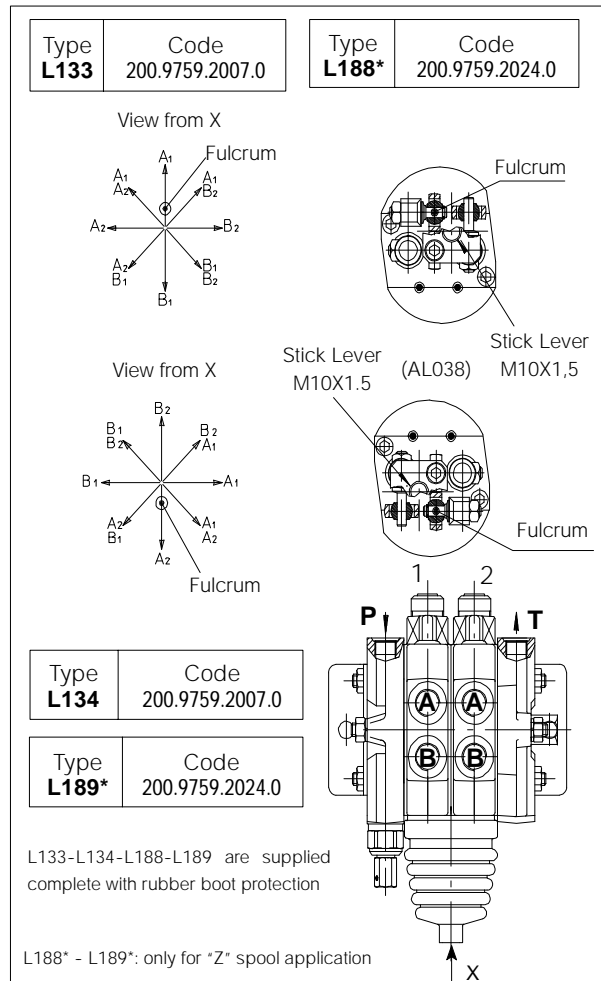 Type Code
L133 200.9759.2007.0
Type Code
L188* 200.9759.2024.0
View from X
Fulcrum
A1
A1 A2
A1 B2
A2
B2
A2 B1
B1 B2
B1
Fulcrum
Stick Lever
M10X1,5
View from X
Stick Lever
M10X1.5
(AL038)
B2
B1 B2
B2 A1
B1
A1
A2 B1
A1 A2
A2
Fulcrum
Fulcrum
1 2
P T
A A
B B
Type Code
L134 200.9759.2007.0
Type Code
L189* 200.9759.2024.0
L133-L134-L188-L189 are supplied
complete with rubber boot protection
L188* - L189*: only for "Z" spool application
X